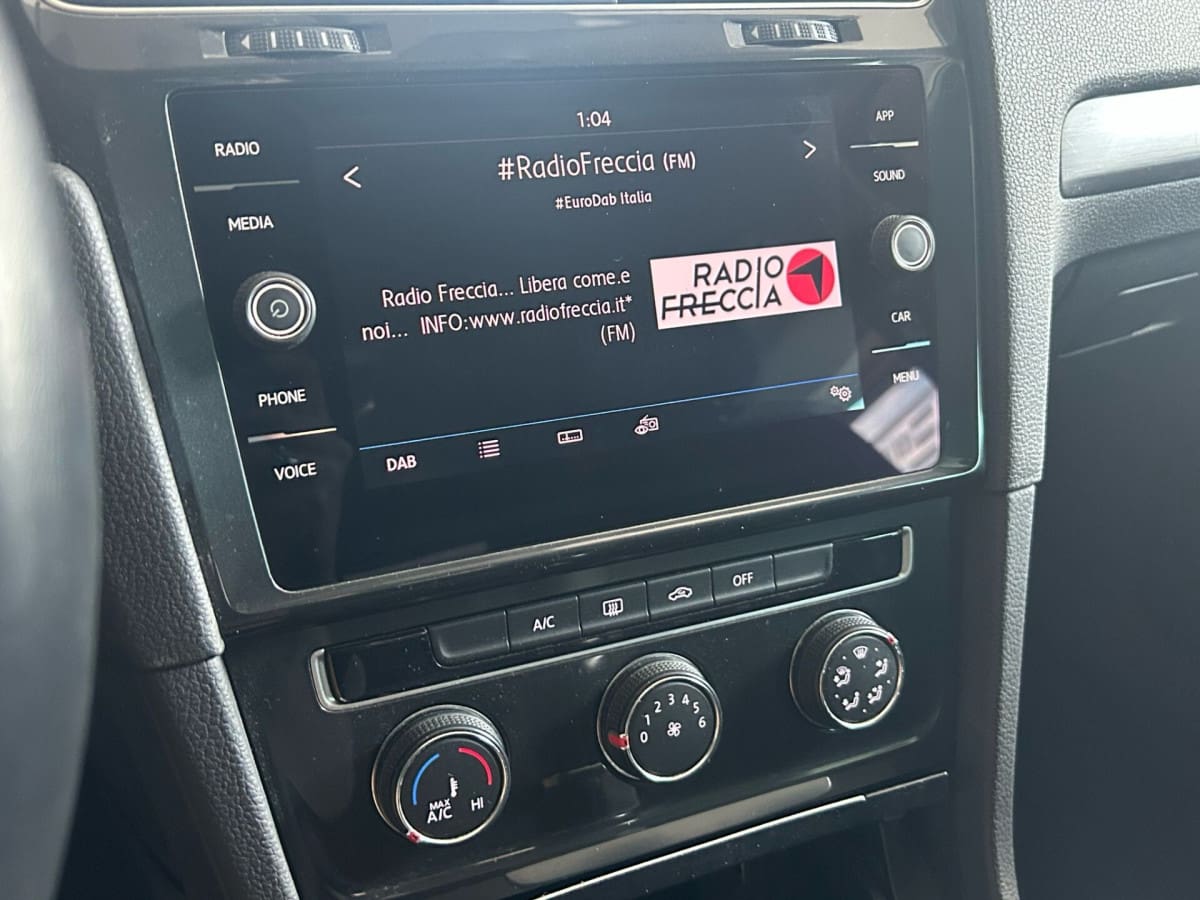 1:04
RADIO
MEDIA
PHONE
VOICE
<
#RadioFreccia (FM)
>
#EuroDab Italia
Radio Freccia... Libera come.e
noi... INFO:www.radiofreccia.it*
(FM)
RADIO
FRECCIA
DAB
APP
SOUND
CAR
MENU
A/C
OFF
MAX
A/C
HI
0 1 2 3 4 5 6